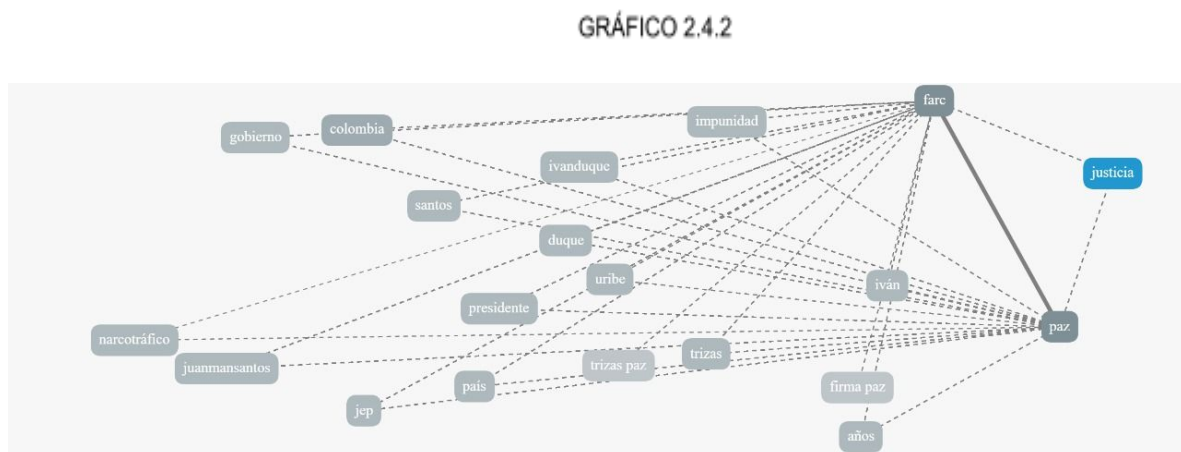 GRÁFICO 2.4.2
farc
impunidad
colombia
gobierno
ivanduque
justicia
santos
duque
uribe
iván
presidente
paz
narcotráfico
trizas
juanmansantos
trizas paz
país
firma paz
jep
años